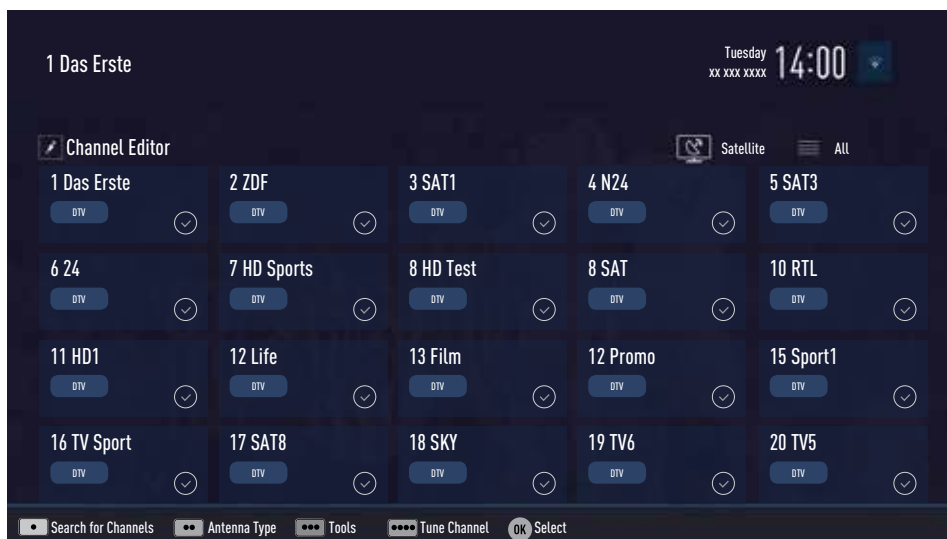 1 Das Erste
Tuesday
xx xxx xxxx
14:00
Channel Editor
Satellite All
1 Das Erste 2 ZDF 3 SAT1 4 N24 5 SAT3
DTV DTV DTV DTV DTV
6 24 7 HD Sports 8 HD Test 8 SAT 10 RTL
DTV DTV DTV DTV DTV
11 HD1 12 Life 13 Film 12 Promo 15 Sport1
DTV DTV DTV DTV DTV
16 TV Sport 17 SAT8 18 SKY 19 TV6 20 TV5
DTV DTV DTV DTV DTV
Search for Channels Antenna Type Tools Tune Channel OK Select